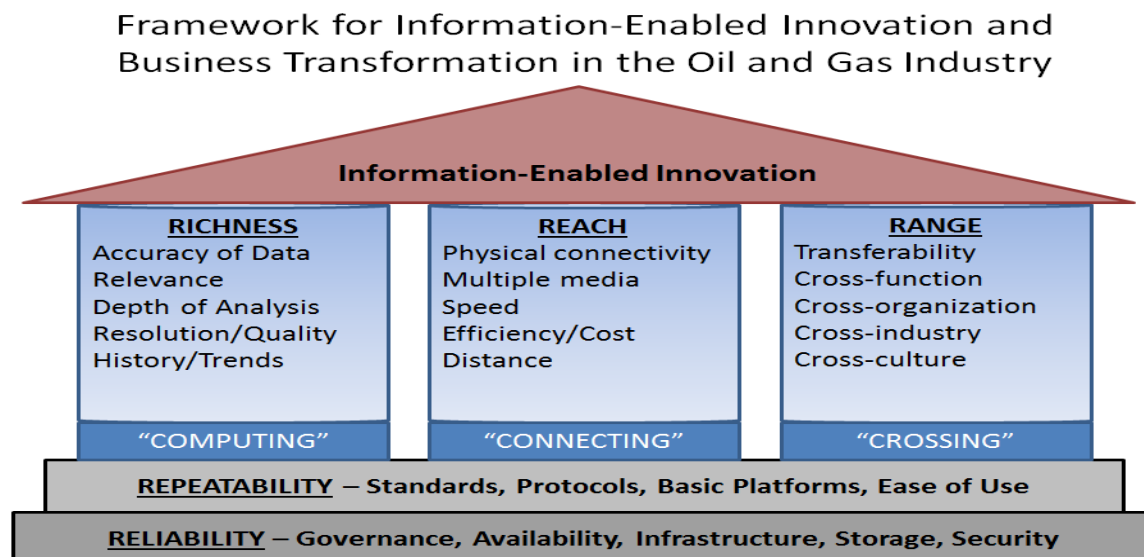 Framework for Information-Enabled Innovation and
Business Transformation in the Oil and Gas Industry
Information-Enabled Innovation
RICHNESS
Accuracy of Data
Relevance
Depth of Analysis
Resolution/Quality
History/Trends
"COMPUTING"
REACH
Physical connectivity
Multiple media
Speed
Efficiency/Cost
Distance
"CONNECTING"
RANGE
Transferability
Cross-function
Cross-organization
Cross-industry
Cross-culture
"CROSSING"
REPEATABILITY – Standards, Protocols, Basic Platforms, Ease of Use
RELIABILITY – Governance, Availability, Infrastructure, Storage, Security